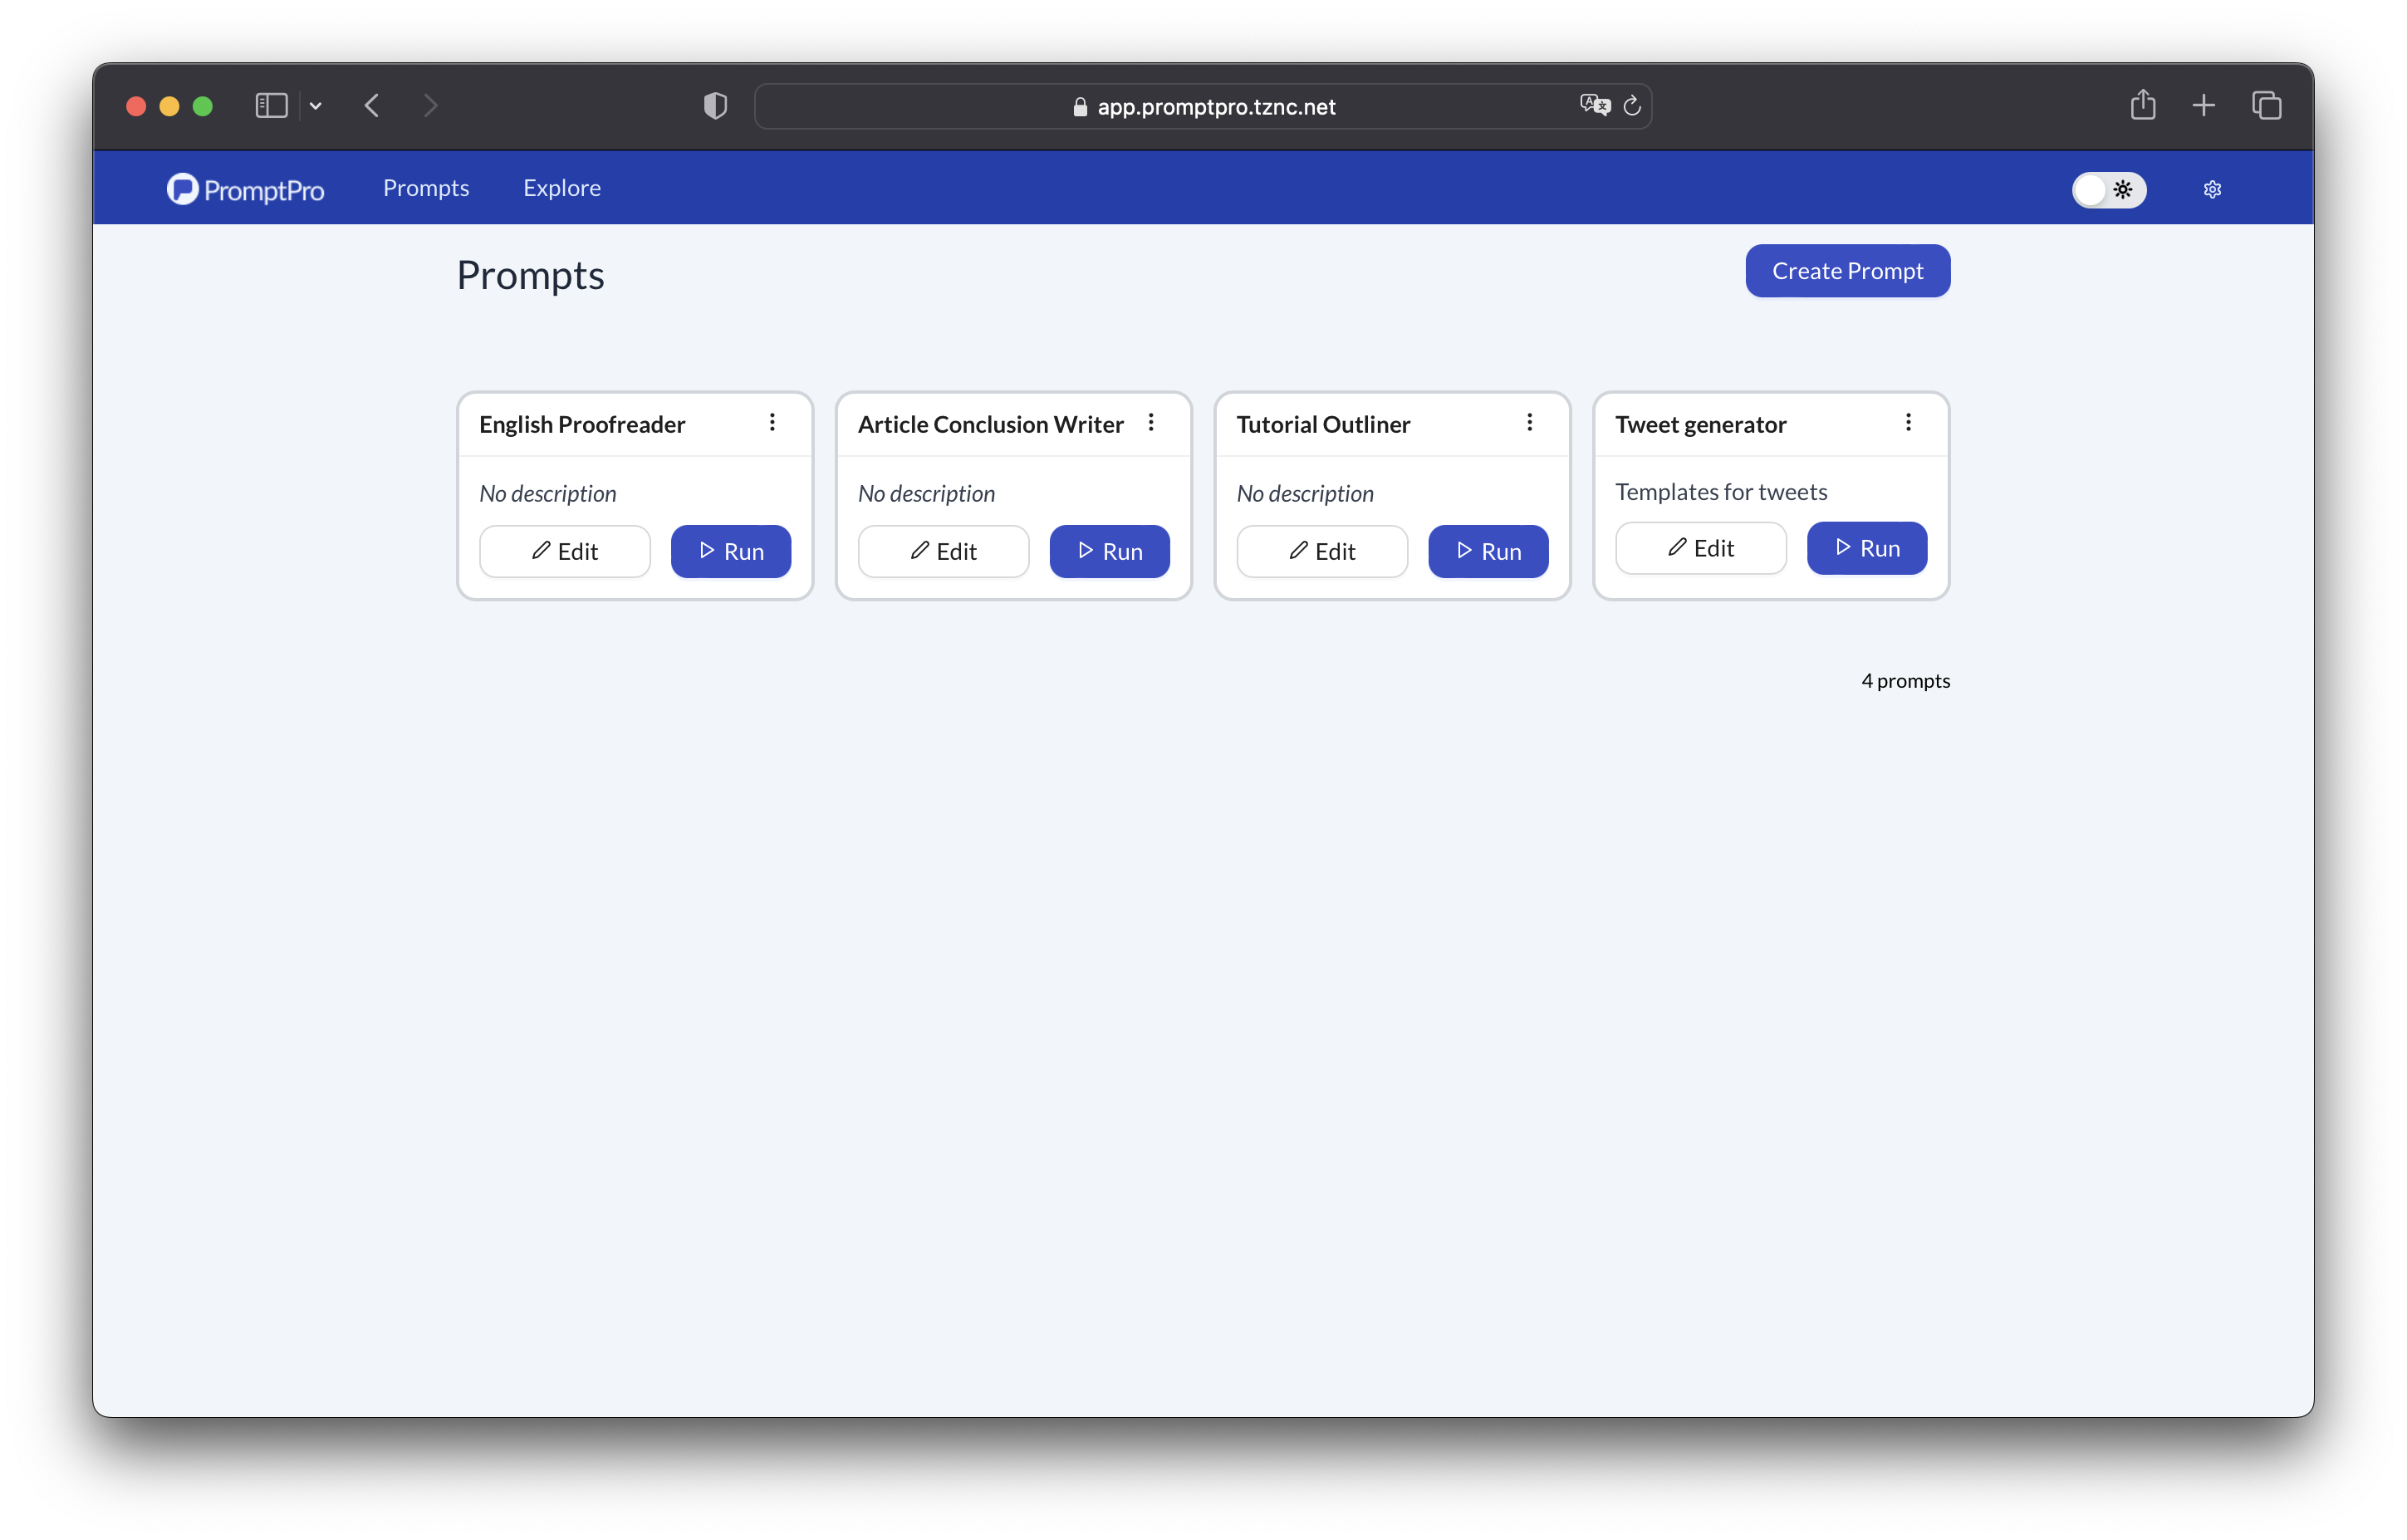 app.promptpro.tznc.net
PromptPro Prompts Explore
Prompts
Create Prompt
English Proofreader
No description
Edit Run
Article Conclusion Writer
No description
Edit Run
Tutorial Outliner
No description
Edit Run
Tweet generator
Templates for tweets
Edit Run
4 prompts